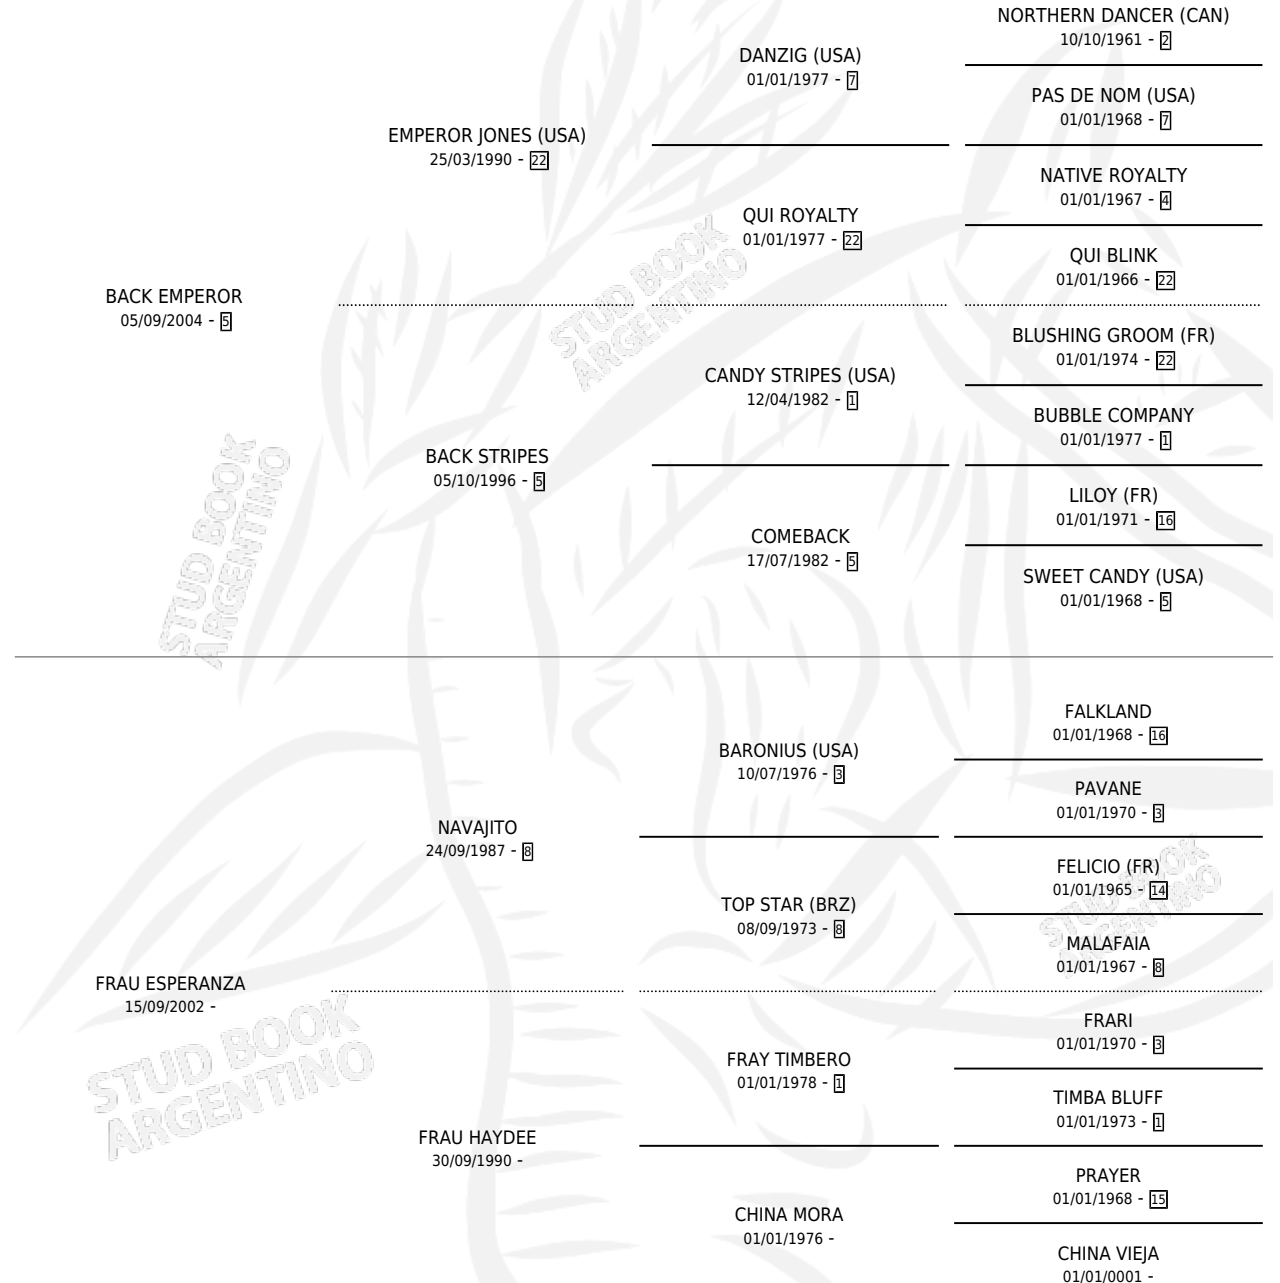 NORTHERN DANCER (CAN)
10/10/1961 - 2
DANZIG (USA)
01/01/1977 - 7
PAS DE NOM (USA)
01/01/1968 - 7
EMPEROR JONES (USA)
25/03/1990 - 22
NATIVE ROYALTY
01/01/1967 - 4
QUI ROYALTY
01/01/1977 - 22
QUI BLINK
01/01/1966 - 22
BACK EMPEROR
05/09/2004 - 5
BLUSHING GROOM (FR)
01/01/1974 - 22
CANDY STRIPES (USA)
12/04/1982 - 1
BUBBLE COMPANY
01/01/1977 - 1
BACK STRIPES
05/10/1996 - 5
LILOY (FR)
01/01/1971 - 16
COMEBACK
17/07/1982 - 5
SWEET CANDY (USA)
01/01/1968 - 5
FALKLAND
01/01/1968 - 16
BARONIUS (USA)
10/07/1976 - 3
PAVANE
01/01/1970 - 3
NAVAJITO
24/09/1987 - 8
FELICIO (FR)
01/01/1965 - 14
TOP STAR (BRZ)
08/09/1973 - 8
MALAFAIA
01/01/1967 - 8
FRAU ESPERANZA
15/09/2002 -
FRARI
01/01/1970 - 3
FRAY TIMBERO
01/01/1978 - 1
TIMBA BLUFF
01/01/1973 - 1
FRAU HAYDEE
30/09/1990 -
PRAYER
01/01/1968 - 15
CHINA MORA
01/01/1976 -
CHINA VIEJA
01/01/0001 -
STUD BOOK
ARGENTINO
STUD BOOK
ARGENTINO
STUD BOOK
ARGENTINO
STUD BOOK
ARGENTINO